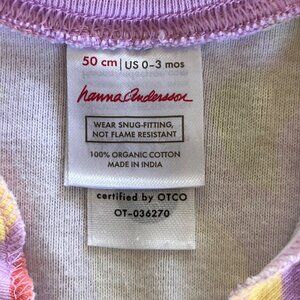 50 cm | US 0-3 mos
hanna andersson
WEAR SNUG-FITTING,
NOT FLAME RESISTANT
100% ORGANIC COTTON
MADE IN INDIA
certified by OTCO
OT-036270